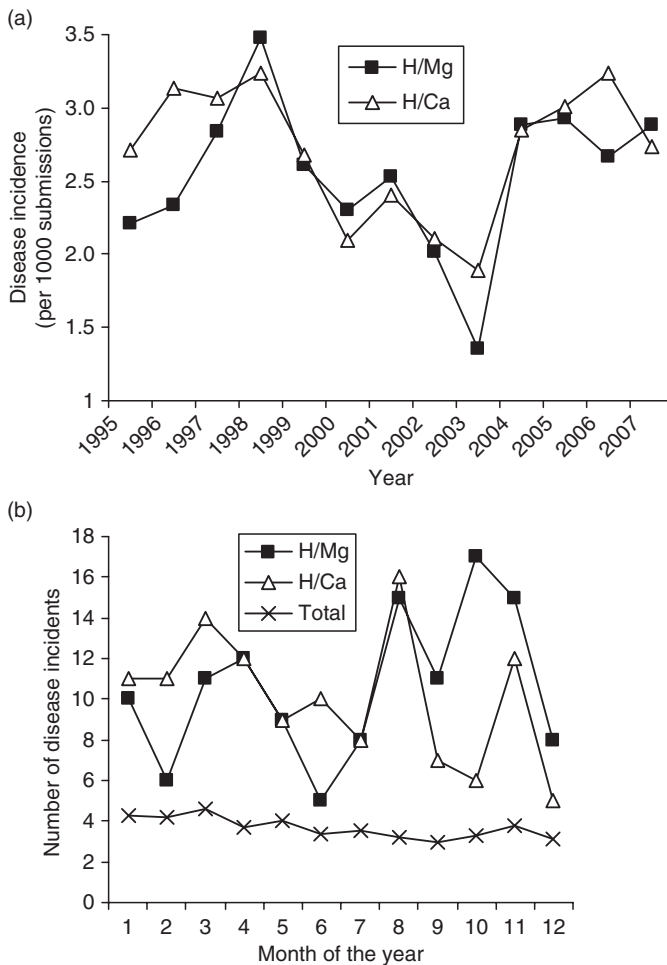 (a)
3.5
3.0
2.5
2.0
1.5
1
Disease incidence
(per 1000 submissions)
H/Mg
H/Ca
1995 1996 1997 1998 1999 2000 2001 2002 2003 2004 2005 2006 2007
Year
(b)
18
16
14
12
10
8
6
4
2
0
Number of disease incidents
H/Mg
H/Ca
Total
1 2 3 4 5 6 7 8 9 10 11 12
Month of the year